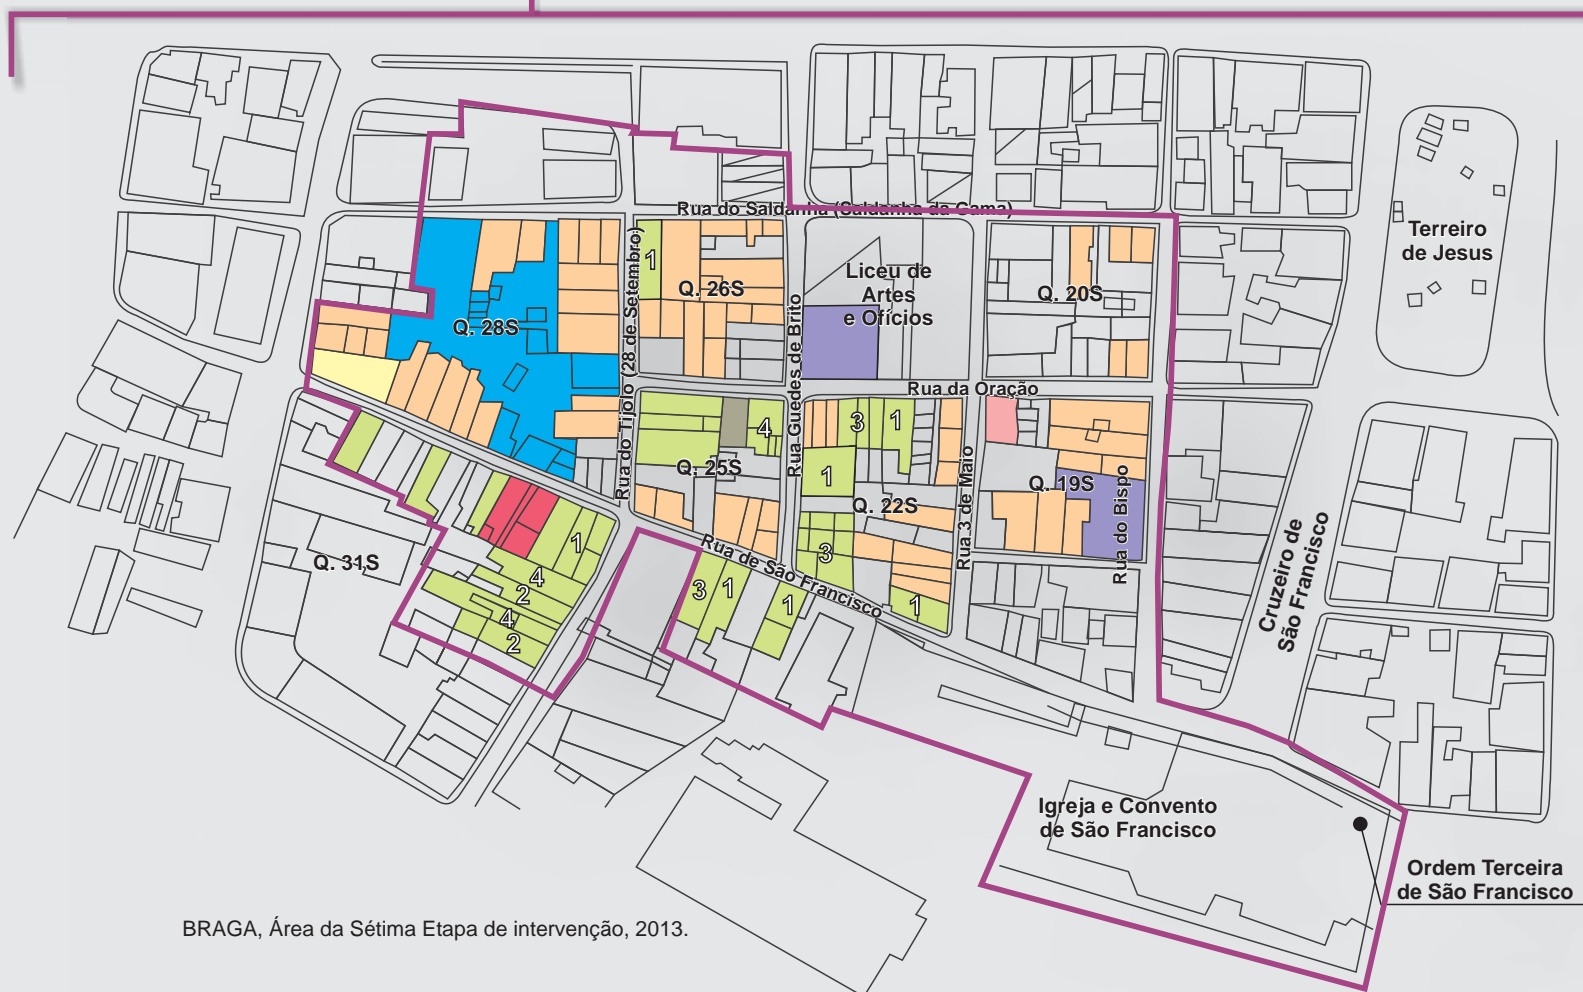 Rua do Saldanha (Saldanha da Gama)
Terreiro
de Jesus
1
Q. 26S
Liceu de
Artes
e Ofícios
Q. 20S
Q. 28S
Rua do Tijolo (28 de Setembro)
Rua Guedes de Brito
Rua da Oração
4
3
1
Q. 25S
1
Q. 22S
Rua 3 de Maio
Q. 19S
Rua do Bispo
Cruzeiro de
São Francisco
Q. 31S
1
4
2
4
2
Rua de São Francisco
3
1
1
3
1
Igreja e Convento
de São Francisco
Ordem Terceira
de São Francisco
BRAGA, Área da Sétima Etapa de intervenção, 2013.